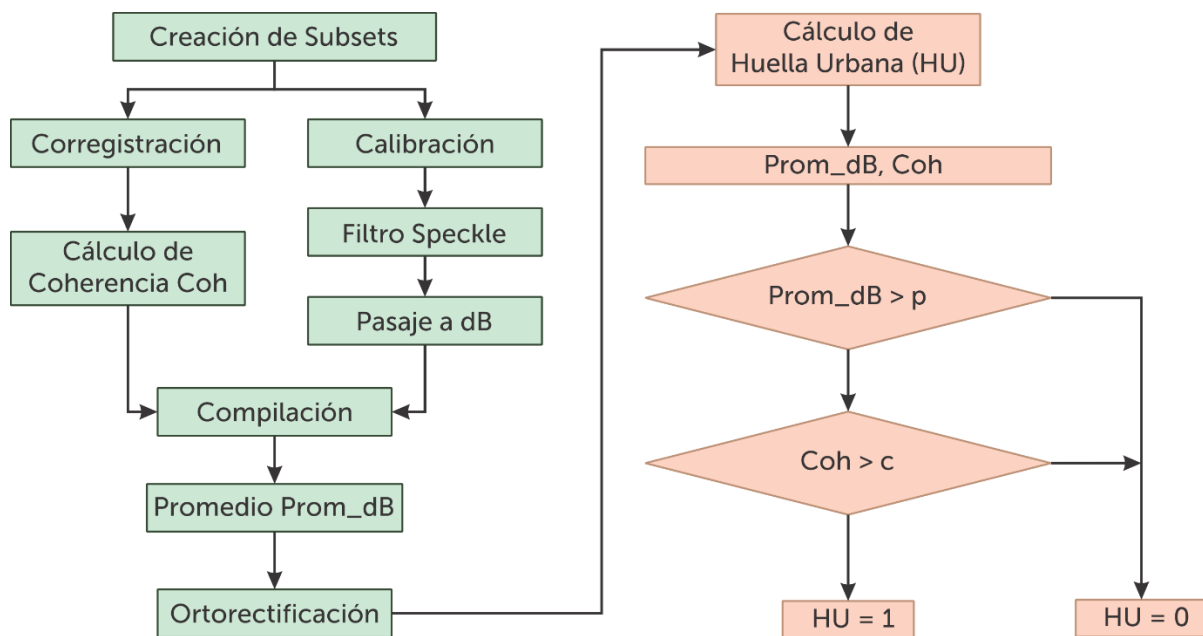 Creación de Subsets
Corregistración
Calibración
Cálculo de
Coherencia Coh
Filtro Speckle
Pasaje a dB
Compilación
Promedio Prom_dB
Ortorectificación
Cálculo de
Huella Urbana (HU)
Prom_dB, Coh
Prom_dB > p
Coh > c
HU = 1
HU = 0